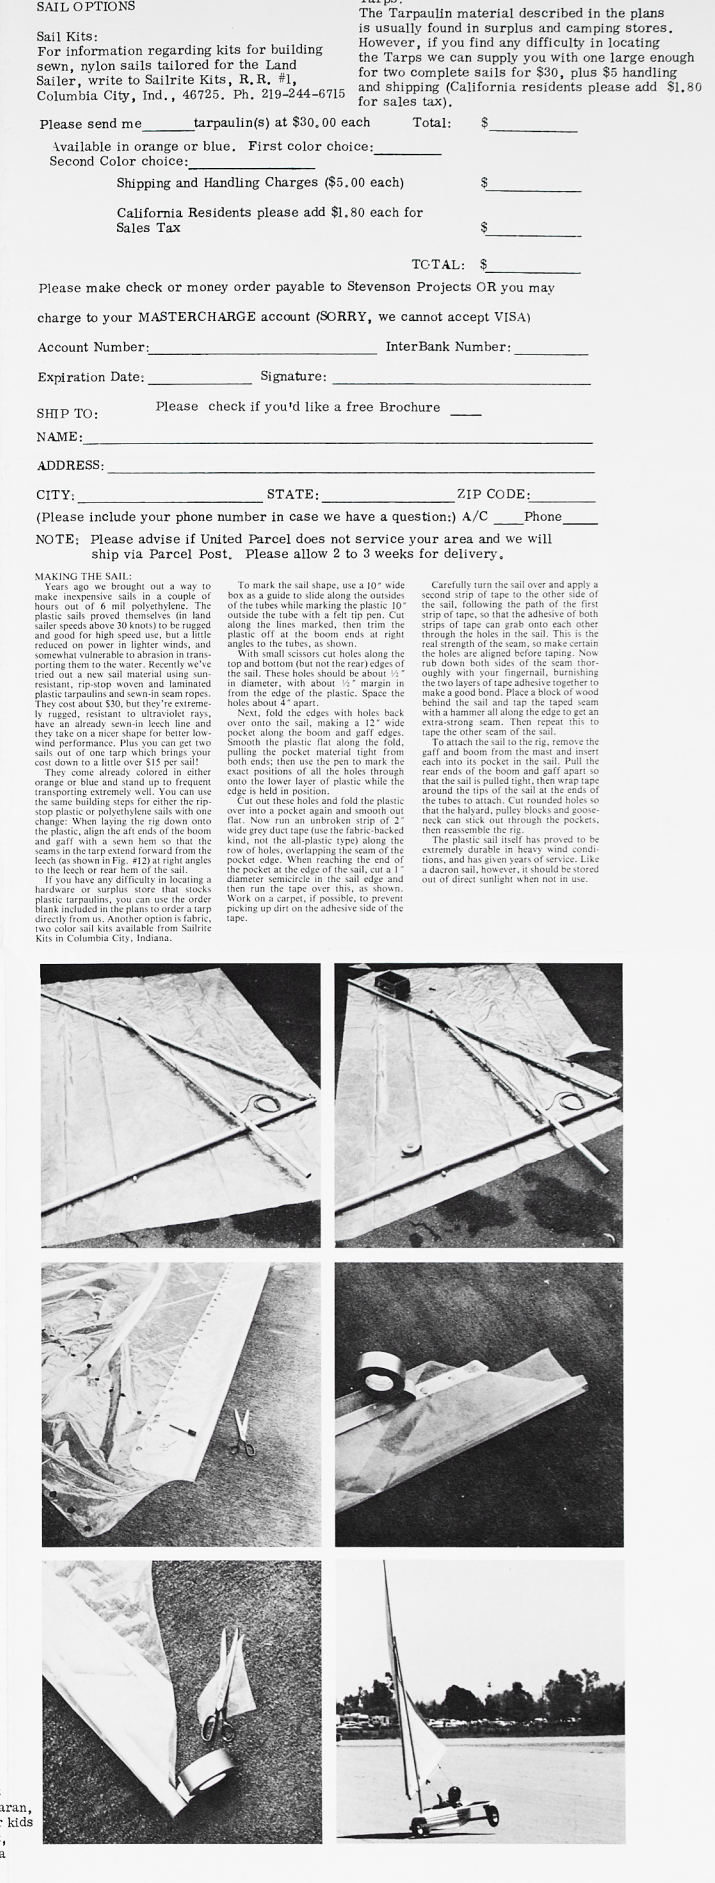 SAIL OPTIONS
Sail Kits:
For information regarding kits for building
sewn, nylon sails tailored for the Land
Sailer, write to Sailrite Kits, R.R. #1,
Columbia City, Ind., 46725. Ph. 219-244-6715
The Tarpaulin material described in the plans
is usually found in surplus and camping stores.
However, if you find any difficulty in locating
the Tarps we can supply you with one large enough
for two complete sails for $30, plus $5 handling
and shipping (California residents please add $1.80
for sales tax).
Please send me______tarpaulin(s) at $30.00 each Total: $__________
Available in orange or blue. First color choice:________
Second Color choice:_______________
Shipping and Handling Charges ($5.00 each) $__________
California Residents please add $1.80 each for
Sales Tax $__________
TOTAL: $__________
Please make check or money order payable to Stevenson Projects OR you may
charge to your MASTERCHARGE account (SORRY, we cannot accept VISA)
Account Number:__________________________ InterBank Number:________
Expiration Date:____________ Signature:______________________________
SHIP TO: Please check if you'd like a free Brochure ____
NAME:____________________________________________________________
ADDRESS:_________________________________________________________
CITY:______________________STATE:________________ZIP CODE:________
(Please include your phone number in case we have a question:) A/C ___Phone____
NOTE: Please advise if United Parcel does not service your area and we will
ship via Parcel Post. Please allow 2 to 3 weeks for delivery.
MAKING THE SAIL:
Years ago we brought out a way to
make inexpensive sails in a couple of
hours out of 6 mil polyethylene. The
plastic sails proved themselves (in land
sailer speeds above 30 knots) to be rugged
and good for high speed use, but a little
reduced on power in lighter winds, and
somewhat vulnerable to abrasion in trans-
porting them to the water. Recently we've
tried out a new sail material using sun-
resistant, rip-stop woven and laminated
plastic tarpaulins and sewn-in seam ropes.
They cost about $30, but they're extreme-
ly rugged, resistant to ultraviolet rays,
have an already sewn-in leech line and
they take on a nicer shape for better low-
wind performance. Plus you can get two
sails out of one tarp which brings your
cost down to a little over $15 per sail!
They come already colored in either
orange or blue and stand up to frequent
transporting extremely well. You can use
the same building steps for either the rip-
stop plastic or polyethylene sails with one
change: When laying the rig down onto
the plastic, align the aft ends of the boom
and gaff with a sewn hem so that the
seams in the tarp extend forward from the
leech (as shown in Fig. #12) at right angles
to the leech or rear hem of the sail.
If you have any difficulty in locating a
hardware or surplus store that stocks
plastic tarpaulins, you can use the order
blank included in the plans to order a tarp
directly from us. Another option is fabric,
two color sail kits available from Sailrite
Kits in Columbia City, Indiana.
To mark the sail shape, use a 10" wide
box as a guide to slide along the outsides
of the tubes while marking the plastic 10"
outside the tube with a felt tip pen. Cut
along the lines marked, then trim the
plastic off at the boom ends at right
angles to the tubes, as shown.
With small scissors cut holes along the
top and bottom (but not the rear) edges of
the sail. These holes should be about ½"
in diameter, with about ½" margin in
from the edge of the plastic. Space the
holes about 4" apart.
Next, fold the edges with holes back
over onto the sail, making a 12" wide
pocket along the boom and gaff edges.
Smooth the plastic flat along the fold,
pulling the pocket material tight from
both ends; then use the pen to mark the
exact positions of all the holes through
onto the lower layer of plastic while the
edge is held in position.
Cut out these holes and fold the plastic
over into a pocket again and smooth out
flat. Now run an unbroken strip of 2"
wide grey duct tape (use the fabric-backed
kind, not the all-plastic type) along the
row of holes, overlapping the seam of the
pocket edge. When reaching the end of
the pocket at the edge of the sail, cut a 1"
diameter semicircle in the sail edge and
then run the tape over this, as shown.
Work on a carpet, if possible, to prevent
picking up dirt on the adhesive side of the
tape.
Carefully turn the sail over and apply a
second strip of tape to the other side of
the sail, following the path of the first
strip of tape, so that the adhesive of both
strips of tape can grab onto each other
through the holes in the sail. This is the
real strength of the seam, so make certain
the holes are aligned before taping. Now
rub down both sides of the seam thor-
oughly with your fingernail, burnishing
the two layers of tape adhesive together to
make a good bond. Place a block of wood
behind the sail and tap the taped seam
with a hammer all along the edge to get an
extra-strong seam. Then repeat this to
tape the other seam of the sail.
To attach the sail to the rig, remove the
gaff and boom from the mast and insert
each into its pocket in the sail. Pull the
rear ends of the boom and gaff apart so
that the sail is pulled tight, then wrap tape
around the tips of the sail at the ends of
the tubes to attach. Cut rounded holes so
that the halyard, pulley blocks and goose-
neck can stick out through the pockets,
then reassemble the rig.
The plastic sail itself has proved to be
extremely durable in heavy wind condi-
tions, and has given years of service. Like
a dacron sail, however, it should be stored
out of direct sunlight when not in use.
aran,
kids
a